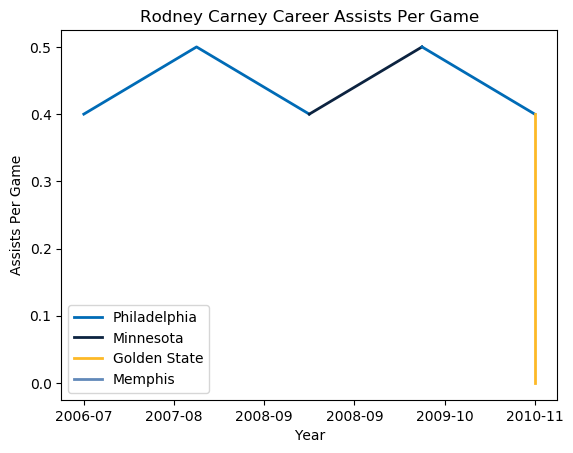 Rodney Carney Career Assists Per Game
0.5
0.4
0.3
0.2
0.1
0.0
Assists Per Game
Philadelphia
Minnesota
Golden State
Memphis
2006-07 2007-08 2008-09 2008-09 2009-10 2010-11
Year